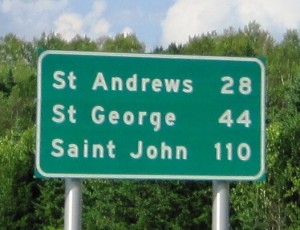 St Andrews 28
St George 44
Saint John 110